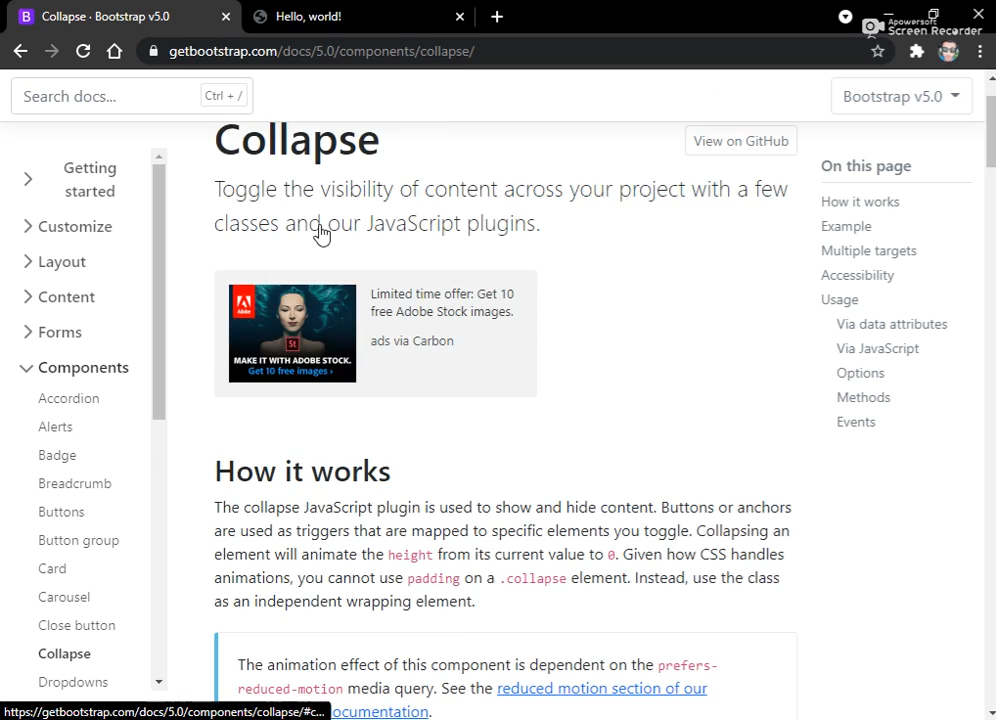 Collapse · Bootstrap v5.0
Hello, world!
Apowersoft
Screen Recorder
getbootstrap.com/docs/5.0/components/collapse/
Search docs...
Ctrl + /
Bootstrap v5.0
Getting
started
Customize
Layout
Content
Forms
Components
Accordion
Alerts
Badge
Breadcrumb
Buttons
Button group
Card
Carousel
Close button
Collapse
Dropdowns
Collapse
View on GitHub
Toggle the visibility of content across your project with a few
classes and our JavaScript plugins.
MAKE IT WITH ADOBE STOCK.
Get 10 free images ›
St
Limited time offer: Get 10
free Adobe Stock images.
ads via Carbon
How it works
The collapse JavaScript plugin is used to show and hide content. Buttons or anchors
are used as triggers that are mapped to specific elements you toggle. Collapsing an
element will animate the height from its current value to 0. Given how CSS handles
animations, you cannot use padding on a .collapse element. Instead, use the class
as an independent wrapping element.
The animation effect of this component is dependent on the prefers-
reduced-motion media query. See the reduced motion section of our
ocumentation.
On this page
How it works
Example
Multiple targets
Accessibility
Usage
Via data attributes
Via JavaScript
Options
Methods
Events
https://getbootstrap.com/docs/5.0/components/collapse/#c...